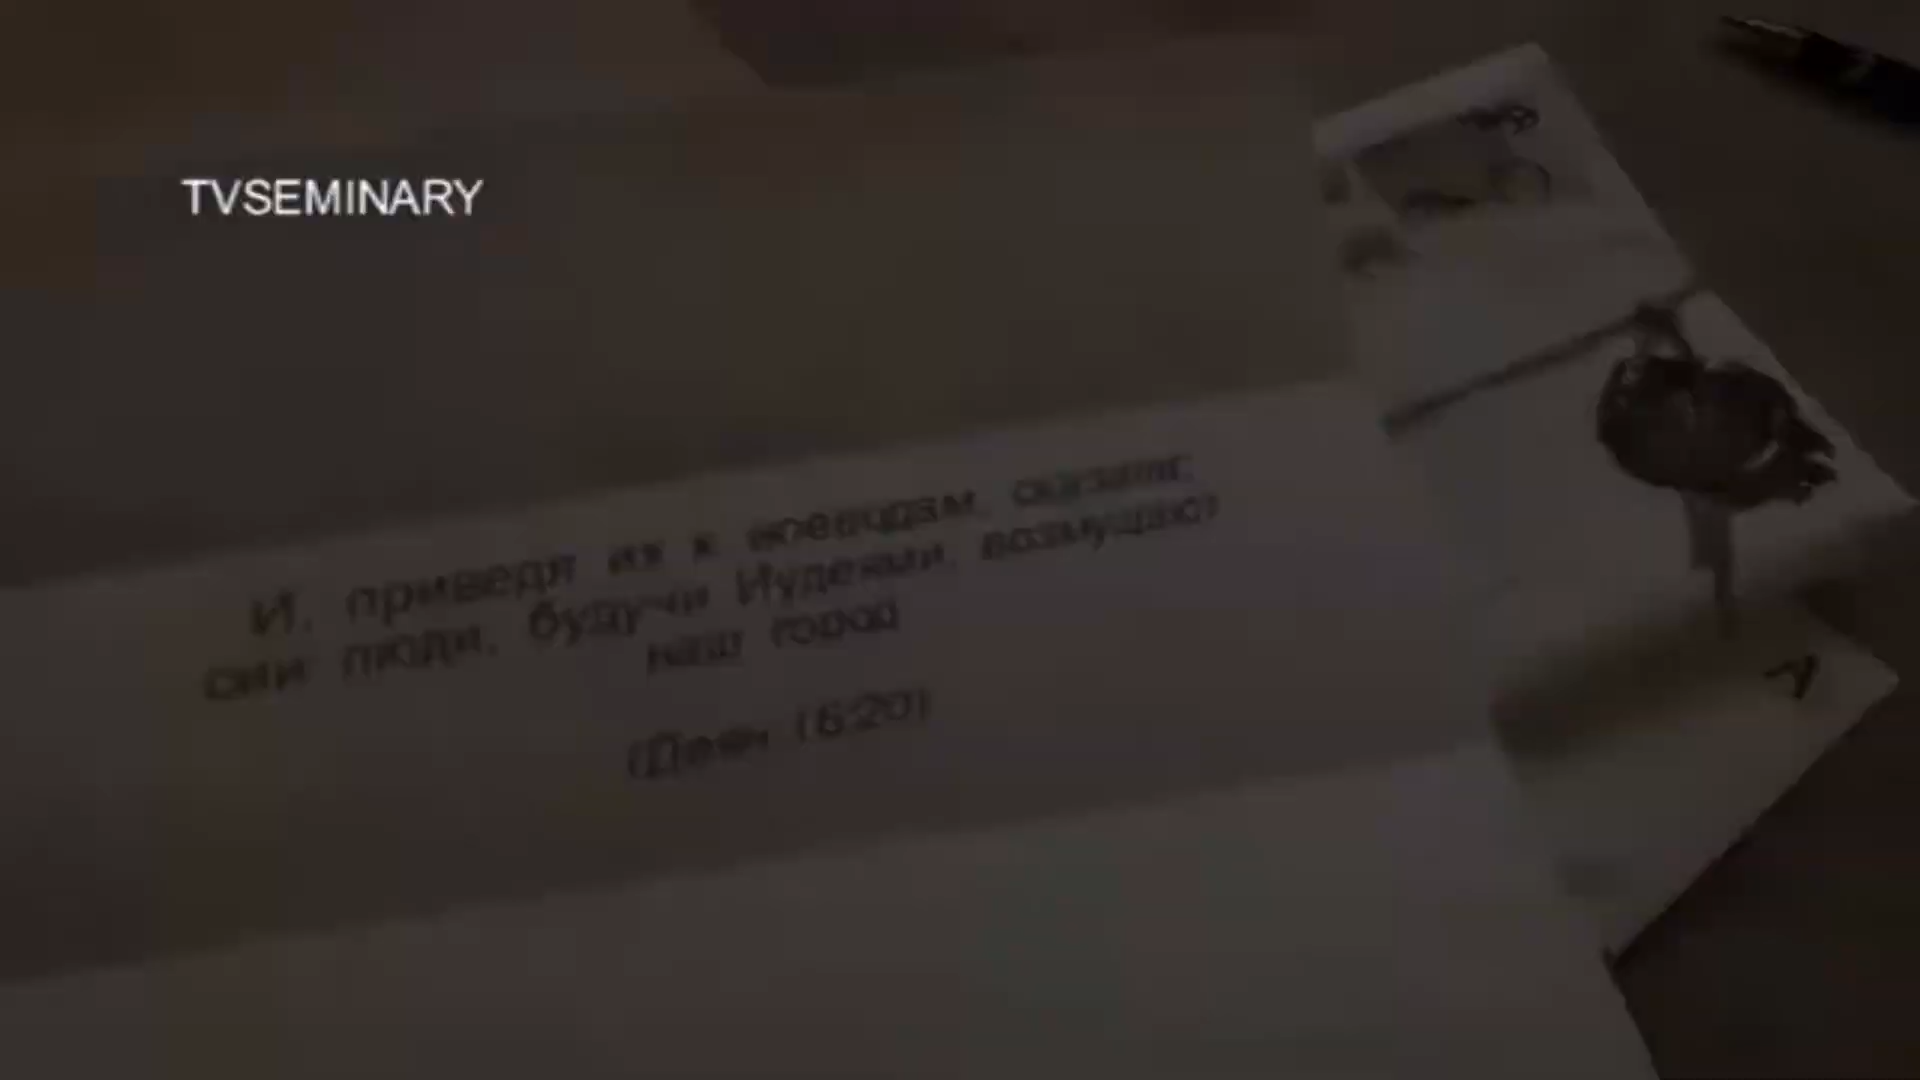 TVSEMINARY
И, приведя их к воеводам, сказали:
сии люди, будучи Иудеями, возмущают
наш город
(Деян. 16:20)